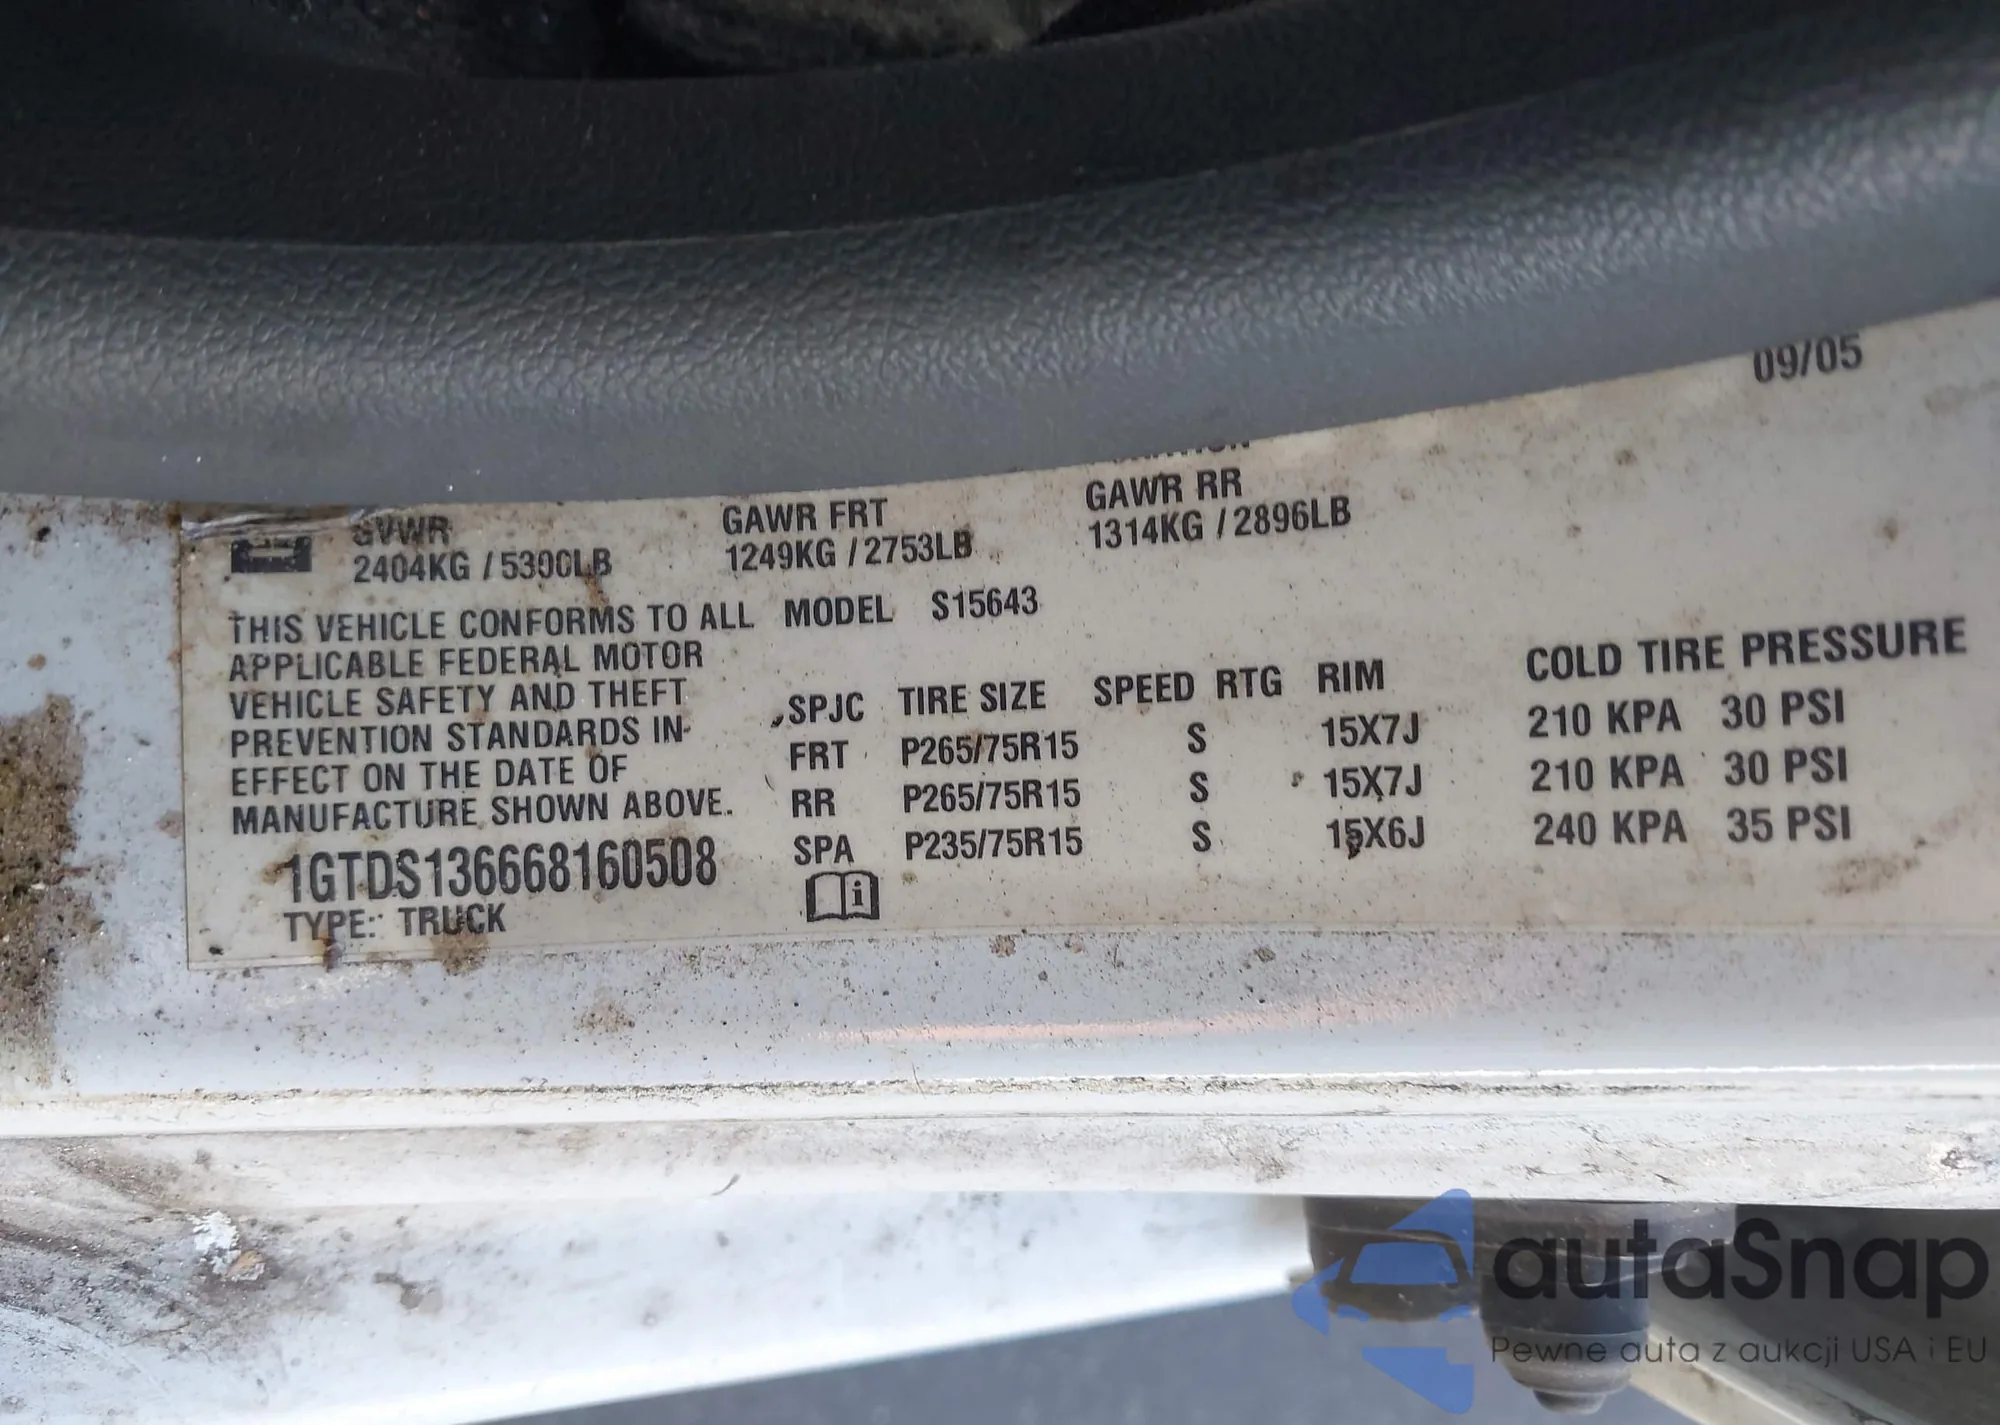 09/05
GVWR
2404KG / 5300LB
GAWR FRT
1249KG / 2753LB
GAWR RR
1314KG / 2896LB
THIS VEHICLE CONFORMS TO ALL
APPLICABLE FEDERAL MOTOR
VEHICLE SAFETY AND THEFT
PREVENTION STANDARDS IN-
EFFECT ON THE DATE OF
MANUFACTURE SHOWN ABOVE.
1GTDS136668160508
TYPE: TRUCK
MODEL S15643
SPJC TIRE SIZE SPEED RTG RIM COLD TIRE PRESSURE
FRT P265/75R15 S 15X7J 210 KPA 30 PSI
RR P265/75R15 S 15X7J 210 KPA 30 PSI
SPA P235/75R15 S 15X6J 240 KPA 35 PSI
autaSnap
Pewne auta z aukcji USA i EU